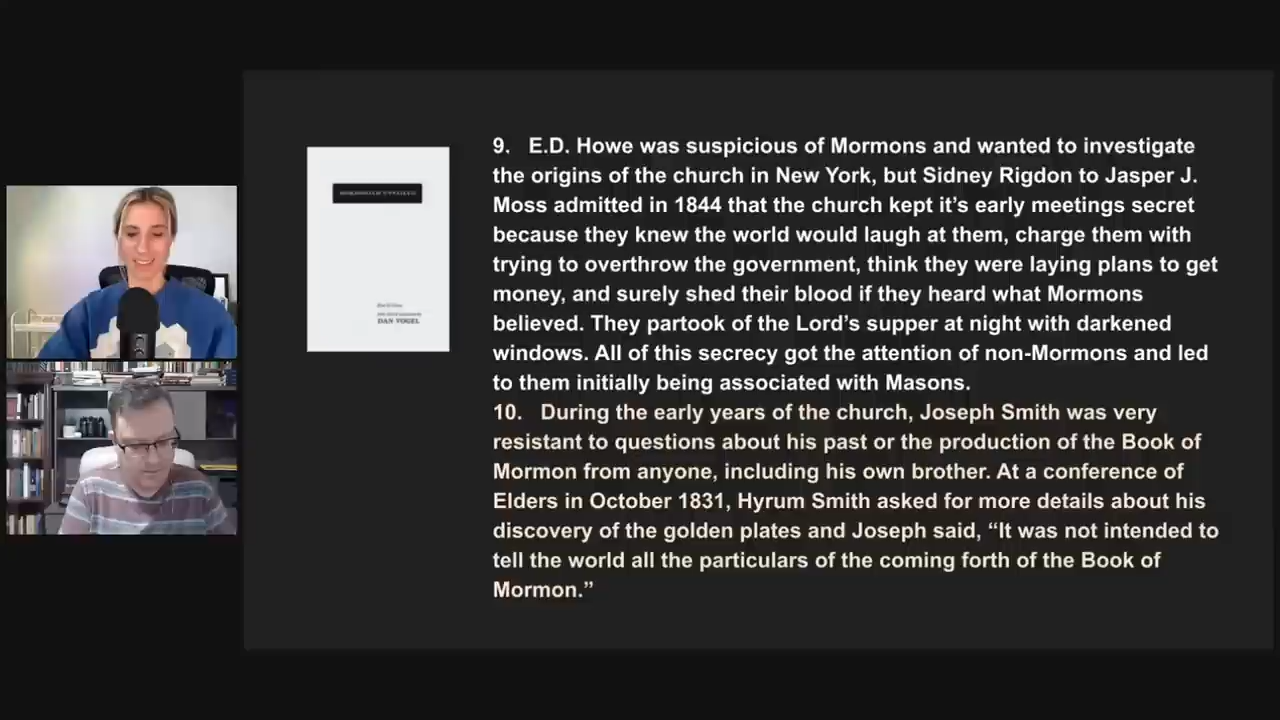 9. E.D. Howe was suspicious of Mormons and wanted to investigate
the origins of the church in New York, but Sidney Rigdon to Jasper J.
Moss admitted in 1844 that the church kept it’s early meetings secret
because they knew the world would laugh at them, charge them with
trying to overthrow the government, think they were laying plans to get
money, and surely shed their blood if they heard what Mormons
believed. They partook of the Lord’s supper at night with darkened
windows. All of this secrecy got the attention of non-Mormons and led
to them initially being associated with Masons.
10. During the early years of the church, Joseph Smith was very
resistant to questions about his past or the production of the Book of
Mormon from anyone, including his own brother. At a conference of
Elders in October 1831, Hyrum Smith asked for more details about his
discovery of the golden plates and Joseph said, “It was not intended to
tell the world all the particulars of the coming forth of the Book of
Mormon.”
DAN VOGEL